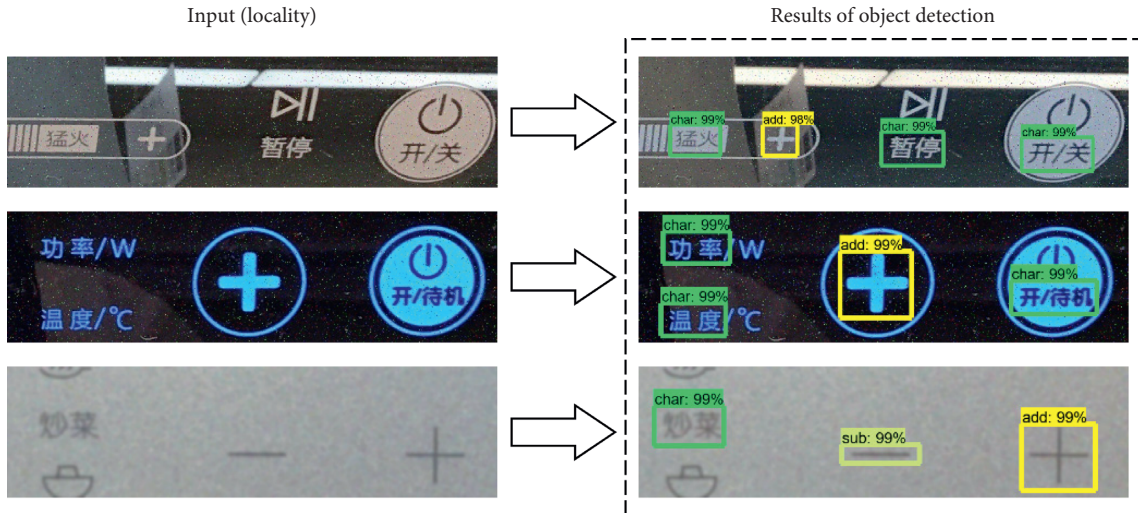 Input (locality)
Results of object detection
猛火
暂停
开/关
char: 99%
猛火
add: 98%
char: 99%
暂停
char: 99%
开/关
功率/W
温度/℃
开/待机
char: 99%
功率/W
char: 99%
温度/℃
add: 99%
char: 99%
开/待机
炒菜
char: 99%
炒菜
sub: 99%
add: 99%